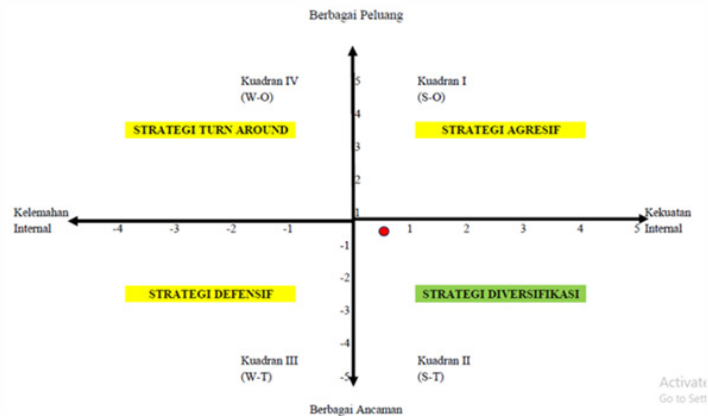 Berbagai Peluang
Kuadran IV
(W-O)
Kuadran I
(S-O)
5
4
STRATEGI TURN AROUND
STRATEGI AGRESIF
3
2
1
Kelemahan
Internal
Kekuatan
Internal
-4 -3 -2 -1 1 2 3 4 5
-1
-2
STRATEGI DEFENSIF
STRATEGI DIVERSIFIKASI
-3
-4
Kuadran III
(W-T)
Kuadran II
(S-T)
-5
Berbagai Ancaman
Activate
Go to Sett